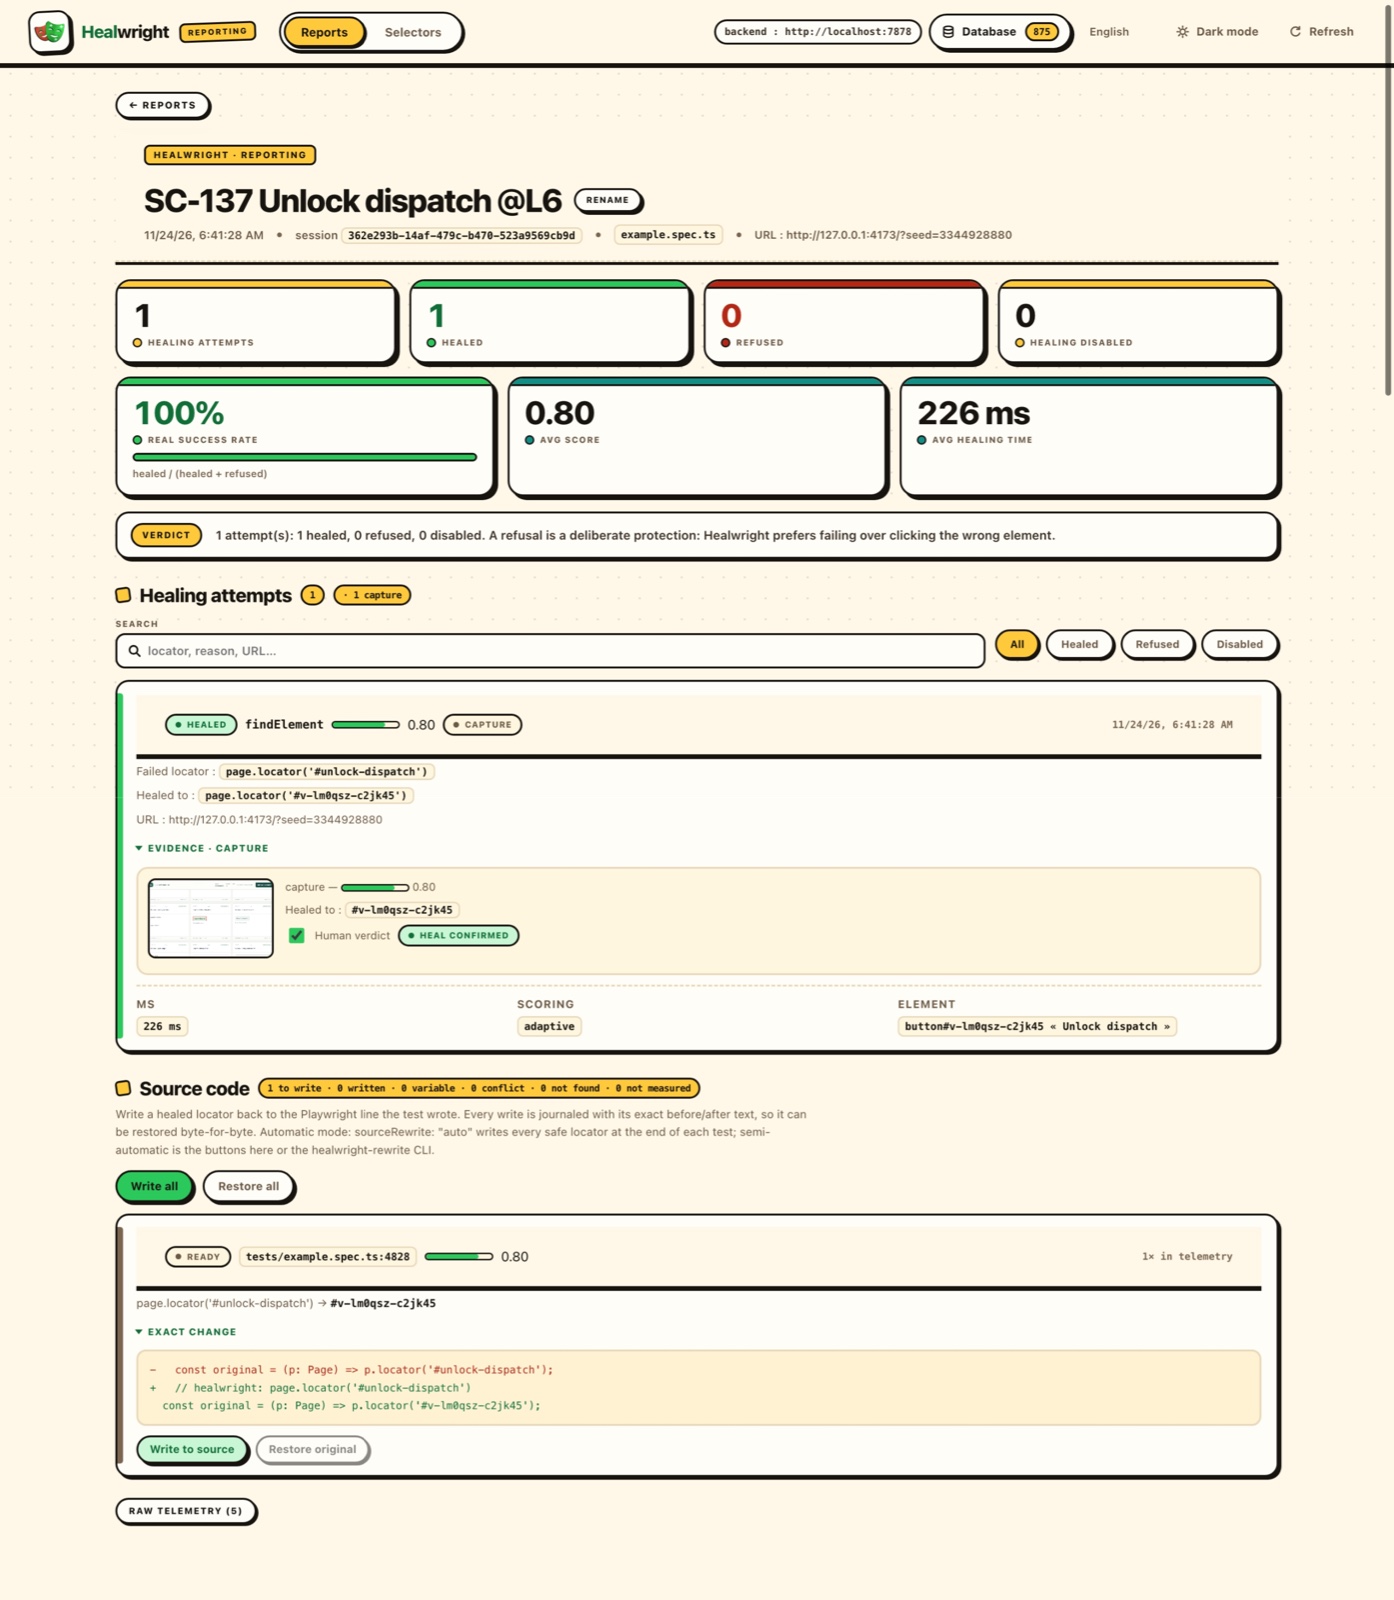 Healwright REPORTING Reports Selectors backend : http://localhost:7878 Database 875 English Dark mode Refresh
← REPORTS
HEALWRIGHT · REPORTING
SC-137 Unlock dispatch @L6 RENAME
11/24/26, 6:41:28 AM • session 362e293b-14af-479c-b470-523a9569cb9d • example.spec.ts • URL : http://127.0.0.1:4173/?seed=3344928880
1 1 0 0
HEALING ATTEMPTS HEALED REFUSED HEALING DISABLED
100% 0.80 226 ms
REAL SUCCESS RATE AVG SCORE AVG HEALING TIME
healed / (healed + refused)
VERDICT 1 attempt(s): 1 healed, 0 refused, 0 disabled. A refusal is a deliberate protection: Healwright prefers failing over clicking the wrong element.
Healing attempts 1 · 1 capture
SEARCH
locator, reason, URL... All Healed Refused Disabled
HEALED findElement 0.80 CAPTURE 11/24/26, 6:41:28 AM
Failed locator : page.locator('#unlock-dispatch')
Healed to : page.locator('#v-lm0qsz-c2jk45')
URL : http://127.0.0.1:4173/?seed=3344928880
EVIDENCE · CAPTURE
capture — 0.80
Healed to : #v-lm0qsz-c2jk45
Human verdict HEAL CONFIRMED
MS SCORING ELEMENT
226 ms adaptive button#v-lm0qsz-c2jk45 « Unlock dispatch »
Source code 1 to write · 0 written · 0 variable · 0 conflict · 0 not found · 0 not measured
Write a healed locator back to the Playwright line the test wrote. Every write is journaled with its exact before/after text, so it can
be restored byte-for-byte. Automatic mode: sourceRewrite: "auto" writes every safe locator at the end of each test; semi-
automatic is the buttons here or the healwright-rewrite CLI.
Write all Restore all
READY tests/example.spec.ts:4828 0.80 1× in telemetry
page.locator('#unlock-dispatch') → #v-lm0qsz-c2jk45
EXACT CHANGE
− const original = (p: Page) => p.locator('#unlock-dispatch');
+ // healwright: page.locator('#unlock-dispatch')
const original = (p: Page) => p.locator('#v-lm0qsz-c2jk45');
Write to source Restore original
RAW TELEMETRY (5)